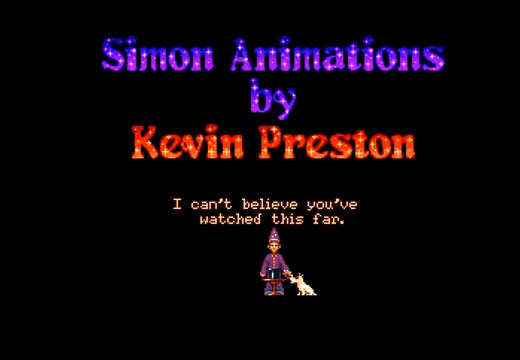 Simon Animations
by
Kevin Preston
I can't believe you've
watched this far.